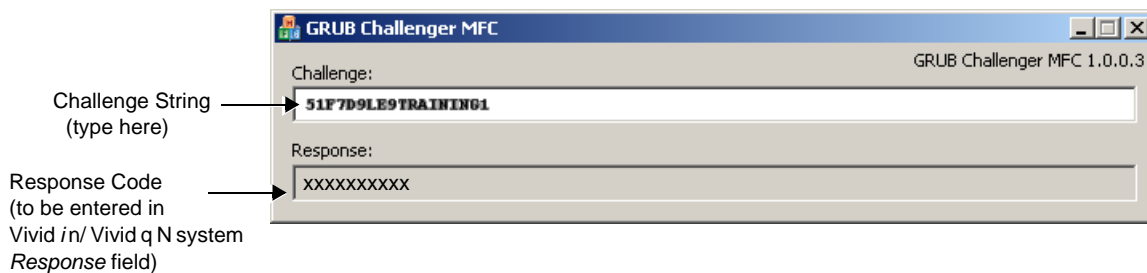 GRUB Challenger MFC
GRUB Challenger MFC 1.0.0.3
Challenge:
Challenge String
(type here)
51F7D9LE9TRAINING1
Response:
Response Code
(to be entered in
Vivid in/ Vivid q N system
Response field)
xxxxxxxxxx